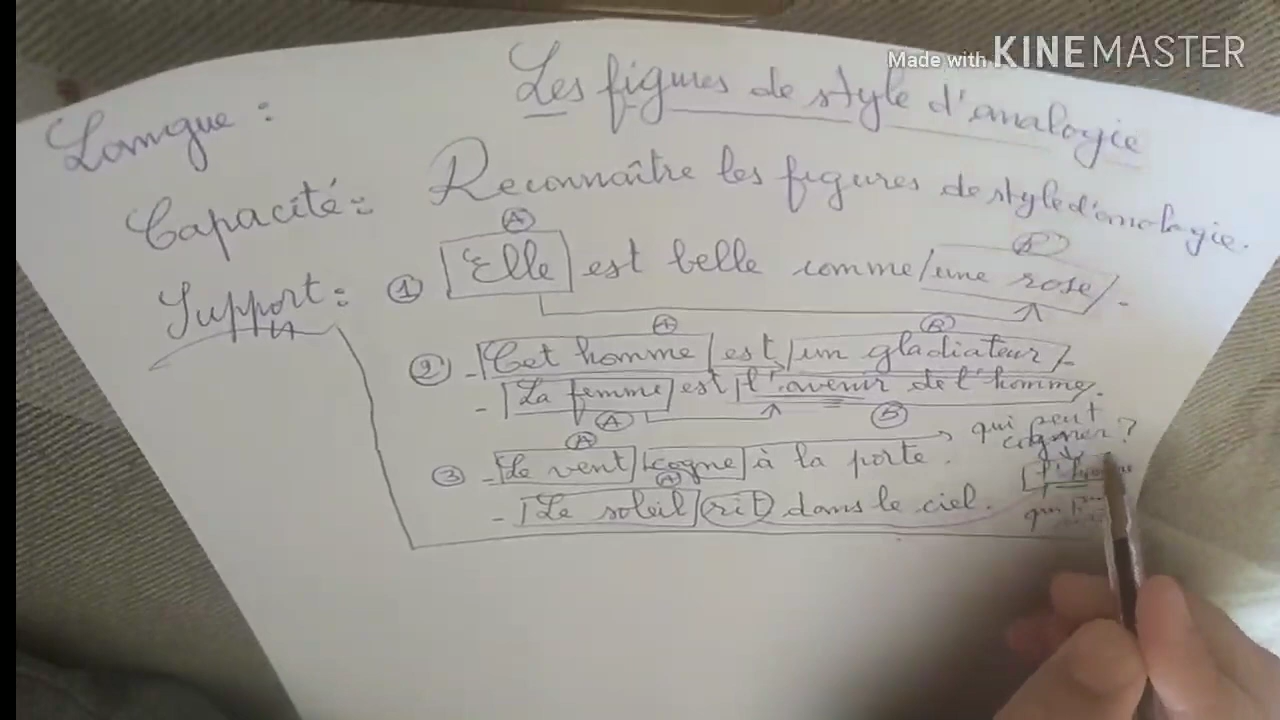 Made with KINEMASTER
Les figures de style d'analogie
Langue :
Capacité : Reconnaître les figures de style d'analogie.
A
Support : 1 Elle est belle comme une rose.
A B
2 - Cet homme est un gladiateur.
- La femme est l'avenir de l'homme.
A B
qui peut
cogner ?
A
3 - Le vent cogne à la porte.
A
- Le soleil rit dans le ciel.
qui